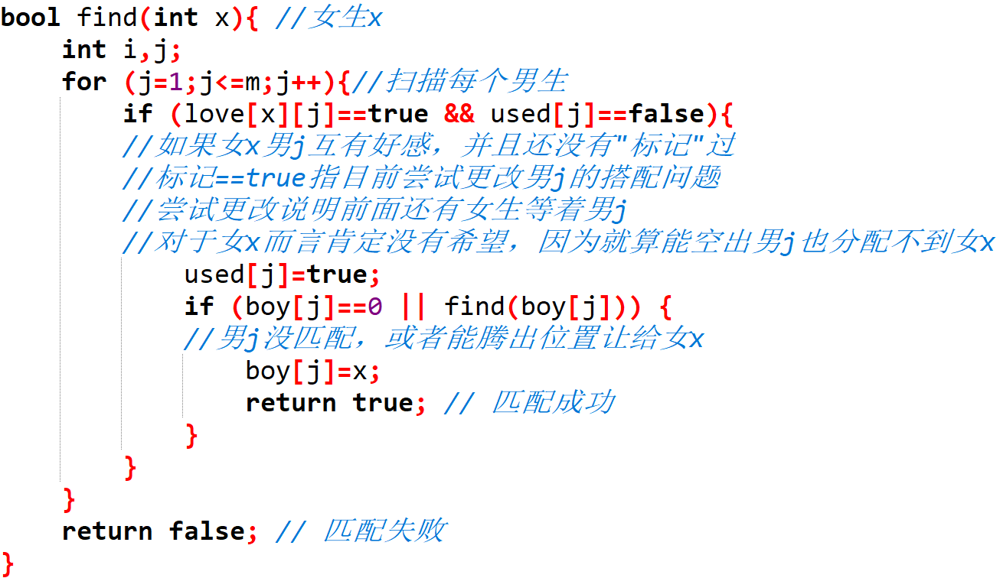 bool find(int x){ //女生x
    int i,j;
    for (j=1;j<=m;j++){//扫描每个男生
        if (love[x][j]==true && used[j]==false){
        //如果女x男j互有好感，并且还没有"标记"过
        //标记==true指目前尝试更改男j的搭配问题
        //尝试更改说明前面还有女生等着男j
        //对于女x而言肯定没有希望，因为就算能空出男j也分配不到女x
            used[j]=true;
            if (boy[j]==0 || find(boy[j])) {
            //男j没匹配，或者能腾出位置让给女x
                boy[j]=x;
                return true; // 匹配成功
            }
        }
    }
    return false; // 匹配失败
}